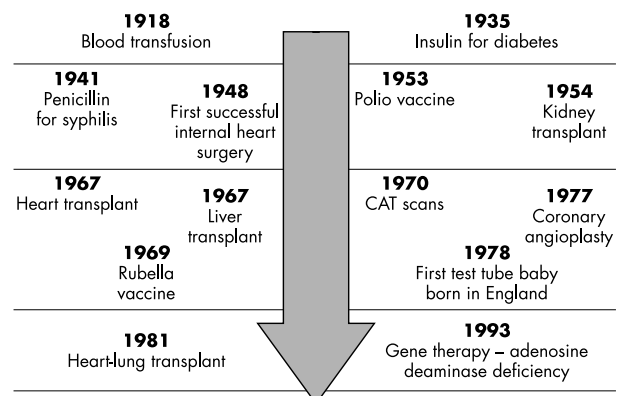 1918
Blood transfusion
1935
Insulin for diabetes
1941
Penicillin
for syphilis
1948
First successful
internal heart
surgery
1953
Polio vaccine
1954
Kidney
transplant
1967
Heart transplant
1967
Liver
transplant
1969
Rubella
vaccine
1970
CAT scans
1977
Coronary
angioplasty
1978
First test tube baby
born in England
1981
Heart-lung transplant
1993
Gene therapy – adenosine
deaminase deficiency